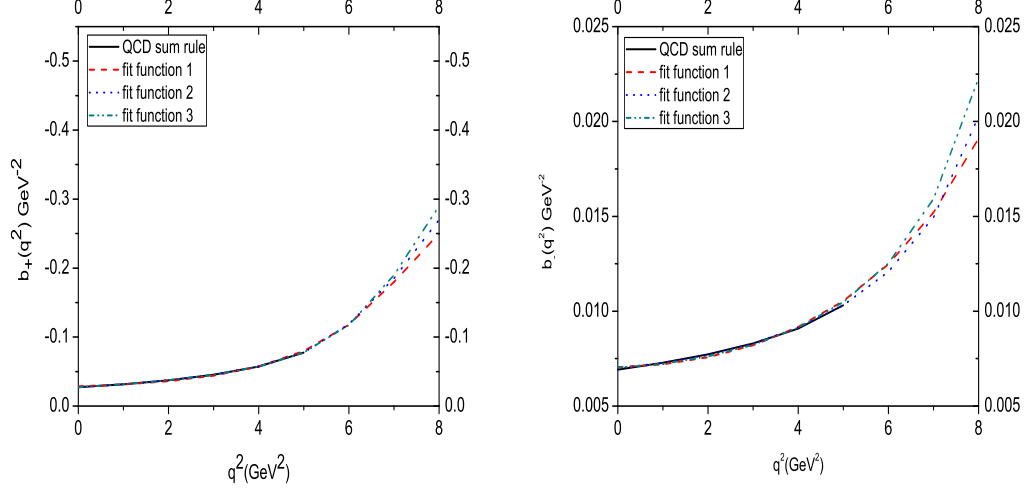 0 2 4 6 8
-0.5 -0.5
QCD sum rule
fit function 1
fit function 2
fit function 3
-0.4 -0.4
-0.3 -0.3
-0.2 -0.2
-0.1 -0.1
0.0 0.0
0 2 4 6 8
b+(q²) GeV⁻²
q²(GeV²)
0 2 4 6 8
0.025 0.025
QCD sum rule
fit function 1
fit function 2
fit function 3
0.020 0.020
0.015 0.015
0.010 0.010
0.005 0.005
0 2 4 6 8
b-(q²) GeV⁻²
q²(GeV²)